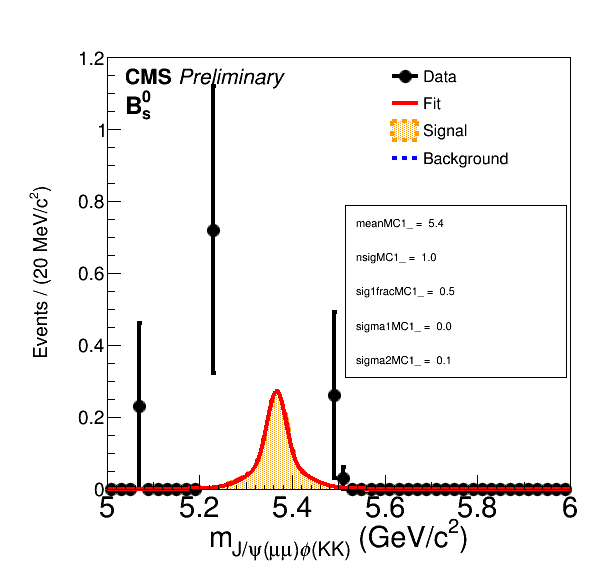 CMS Preliminary
B⁰ₛ
Data
Fit
Signal
Background
meanMC1_ = 5.4
nsigMC1_ = 1.0
sig1fracMC1_ = 0.5
sigma1MC1_ = 0.0
sigma2MC1_ = 0.1
Events / (20 MeV/c²)
1.2
1
0.8
0.6
0.4
0.2
0
5 5.2 5.4 5.6 5.8 6
m_J/ψ(μμ)φ(KK) (GeV/c²)